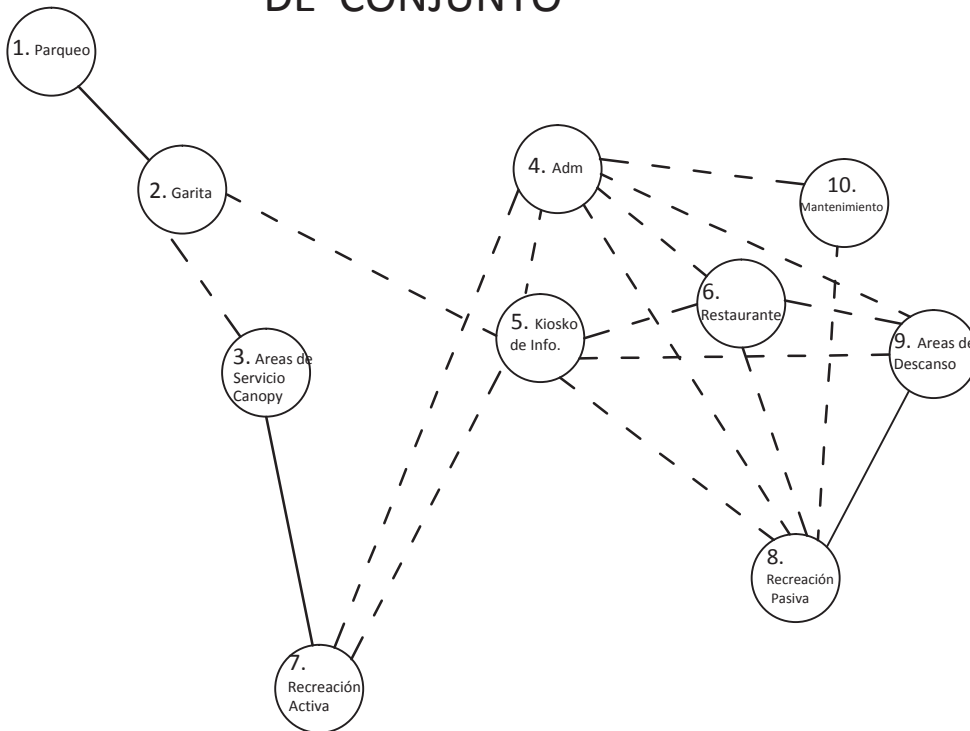 DE CONJUNTO
1. Parqueo
2. Garita
3. Areas de
Servicio
Canopy
4. Adm
5. Kiosko
de Info.
6.
Restaurante
7.
Recreación
Activa
8.
Recreación
Pasiva
9. Areas de
Descanso
10.
Mantenimiento